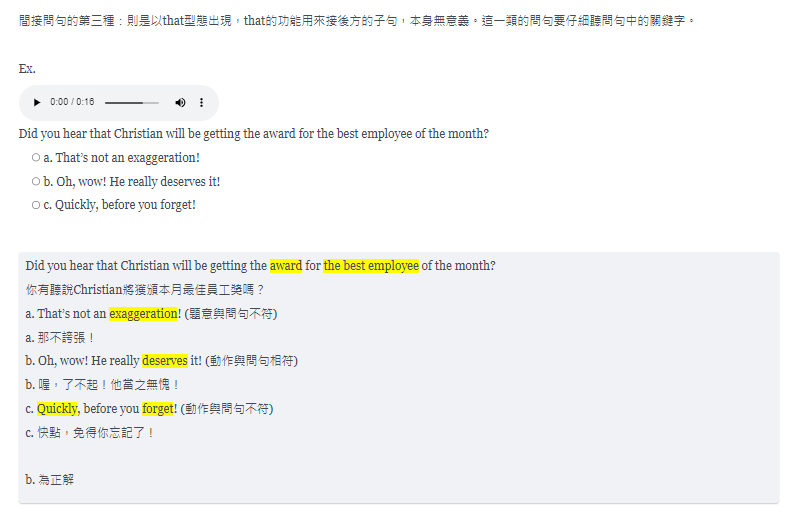 間接問句的第三種：則是以that型態出現，that的功能用來接後方的子句，本身無意義。這一類的問句要仔細聽問句中的關鍵字。
Ex.
0:00 / 0:16
Did you hear that Christian will be getting the award for the best employee of the month?
a. That's not an exaggeration!
b. Oh, wow! He really deserves it!
c. Quickly, before you forget!
Did you hear that Christian will be getting the award for the best employee of the month?
你有聽說Christian將獲頒本月最佳員工獎嗎？
a. That's not an exaggeration! (題意與問句不符)
a. 那不誇張！
b. Oh, wow! He really deserves it! (動作與問句相符)
b. 喔，了不起！他當之無愧！
c. Quickly, before you forget! (動作與問句不符)
c. 快點，免得你忘記了！
b. 為正解